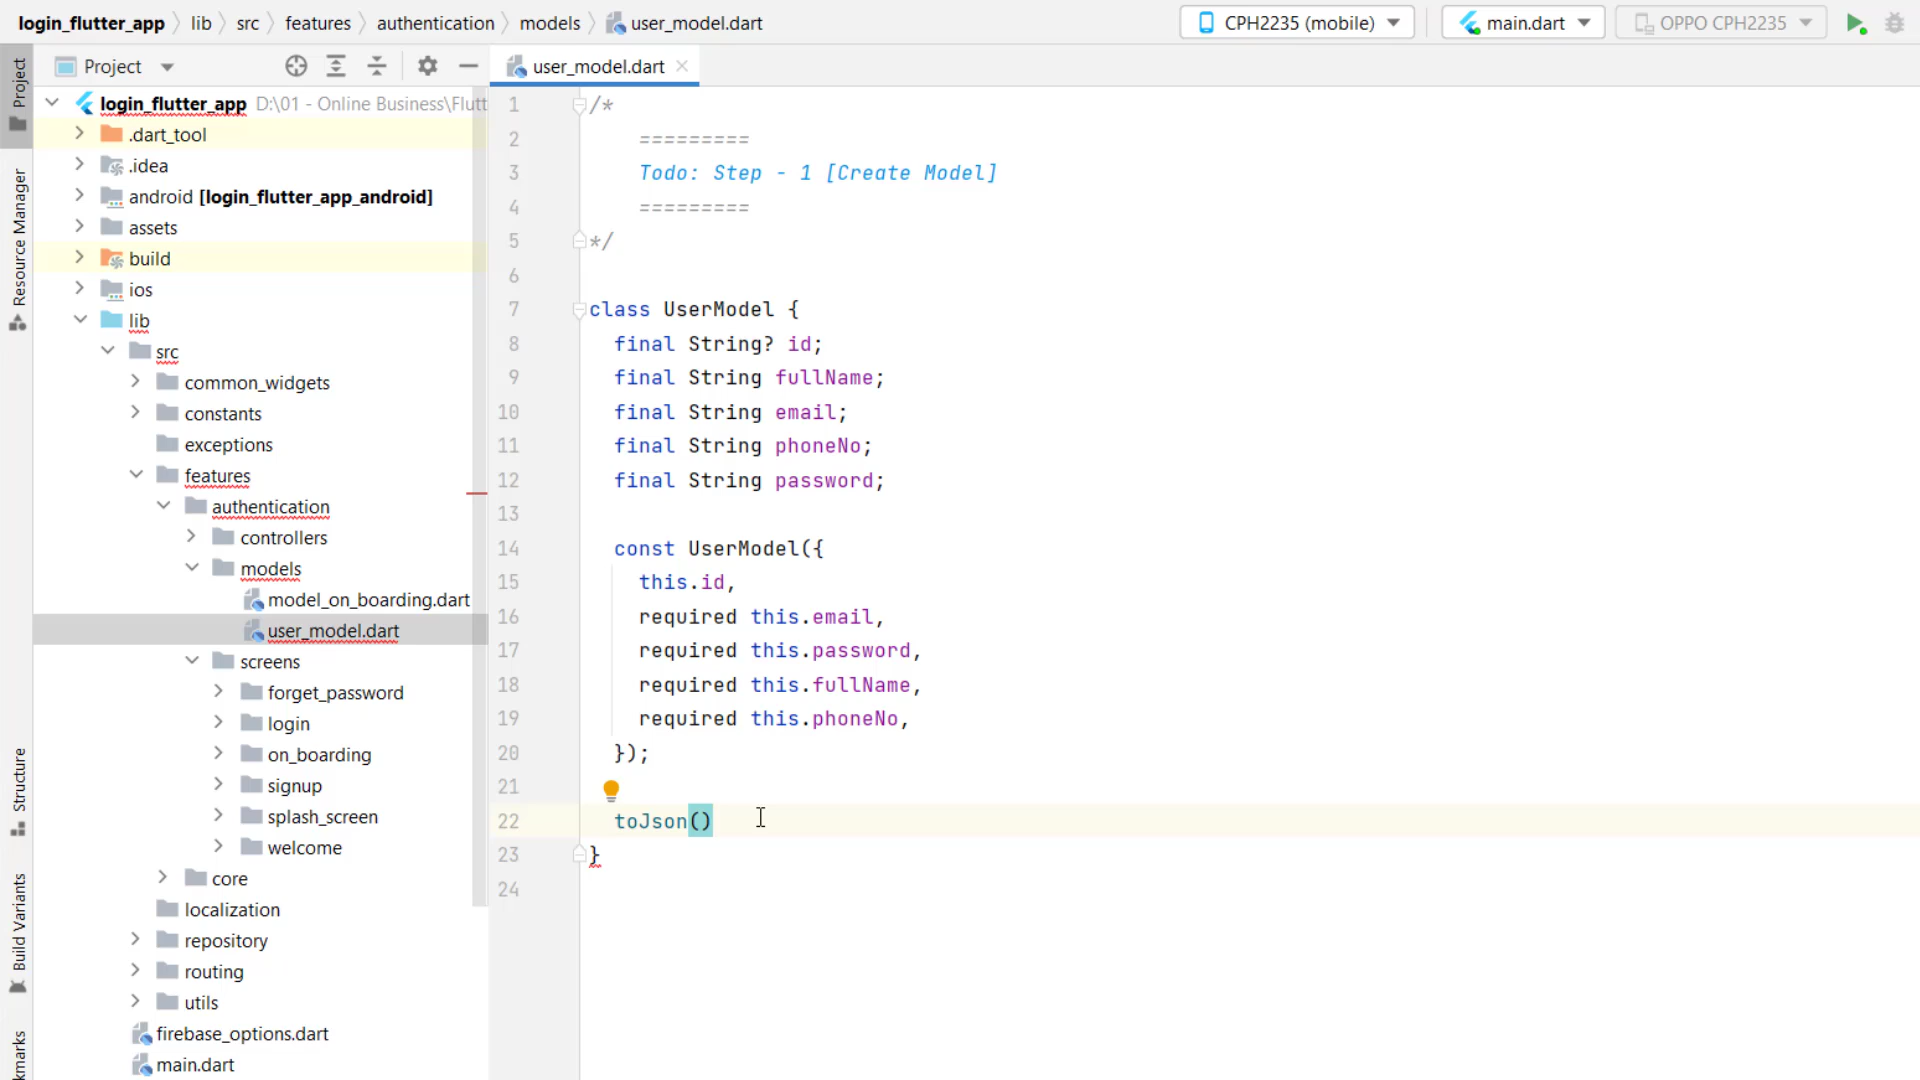 login_flutter_app lib src features authentication models user_model.dart
CPH2235 (mobile) main.dart OPPO CPH2235
Project
user_model.dart
Project
Resource Manager
Structure
Build Variants
login_flutter_app D:\01 - Online Business\Flutt
.dart_tool
.idea
android [login_flutter_app_android]
assets
build
ios
lib
src
common_widgets
constants
exceptions
features
authentication
controllers
models
model_on_boarding.dart
user_model.dart
screens
forget_password
login
on_boarding
signup
splash_screen
welcome
core
localization
repository
routing
utils
firebase_options.dart
main.dart
1 /*
2 =========
3 Todo: Step - 1 [Create Model]
4 =========
5 */
6
7 class UserModel {
8 final String? id;
9 final String fullName;
10 final String email;
11 final String phoneNo;
12 final String password;
13
14 const UserModel({
15 this.id,
16 required this.email,
17 required this.password,
18 required this.fullName,
19 required this.phoneNo,
20 });
21
22 toJson()
23 }
24